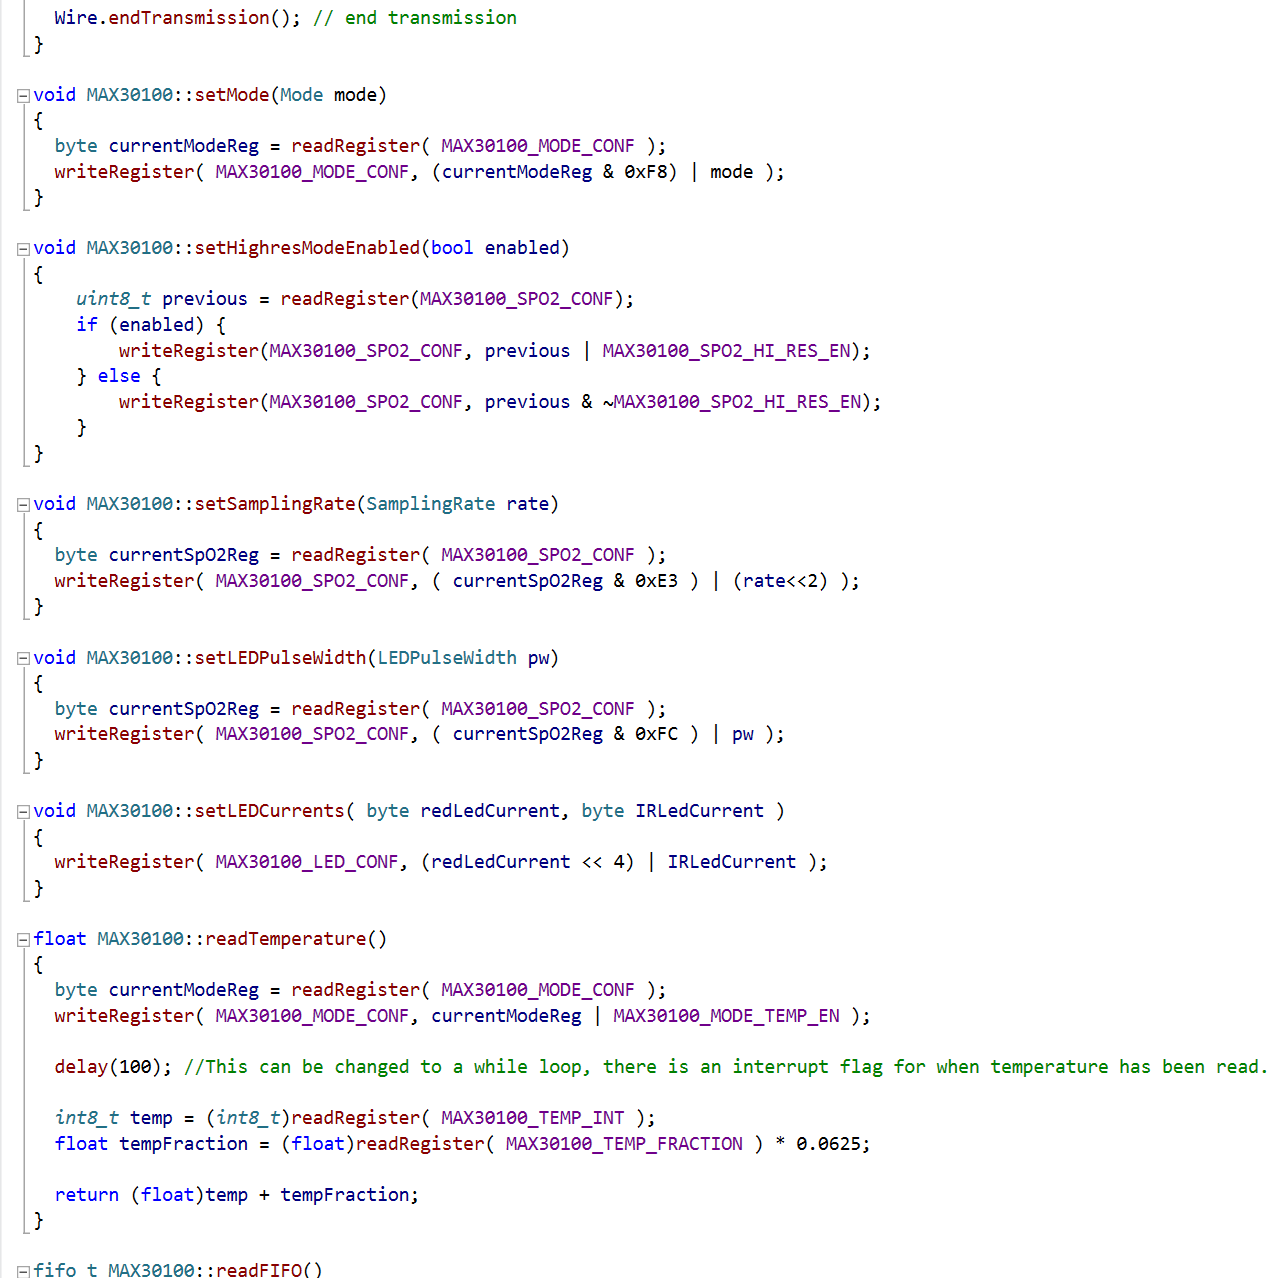 Wire.endTransmission(); // end transmission
}
void MAX30100::setMode(Mode mode)
{
  byte currentModeReg = readRegister( MAX30100_MODE_CONF );
  writeRegister( MAX30100_MODE_CONF, (currentModeReg & 0xF8) | mode );
}
void MAX30100::setHighresModeEnabled(bool enabled)
{
    uint8_t previous = readRegister(MAX30100_SPO2_CONF);
    if (enabled) {
        writeRegister(MAX30100_SPO2_CONF, previous | MAX30100_SPO2_HI_RES_EN);
    } else {
        writeRegister(MAX30100_SPO2_CONF, previous & ~MAX30100_SPO2_HI_RES_EN);
    }
}
void MAX30100::setSamplingRate(SamplingRate rate)
{
  byte currentSpO2Reg = readRegister( MAX30100_SPO2_CONF );
  writeRegister( MAX30100_SPO2_CONF, ( currentSpO2Reg & 0xE3 ) | (rate<<2) );
}
void MAX30100::setLEDPulseWidth(LEDPulseWidth pw)
{
  byte currentSpO2Reg = readRegister( MAX30100_SPO2_CONF );
  writeRegister( MAX30100_SPO2_CONF, ( currentSpO2Reg & 0xFC ) | pw );
}
void MAX30100::setLEDCurrents( byte redLedCurrent, byte IRLedCurrent )
{
  writeRegister( MAX30100_LED_CONF, (redLedCurrent << 4) | IRLedCurrent );
}
float MAX30100::readTemperature()
{
  byte currentModeReg = readRegister( MAX30100_MODE_CONF );
  writeRegister( MAX30100_MODE_CONF, currentModeReg | MAX30100_MODE_TEMP_EN );
  delay(100); //This can be changed to a while loop, there is an interrupt flag for when temperature has been read.
  int8_t temp = (int8_t)readRegister( MAX30100_TEMP_INT );
  float tempFraction = (float)readRegister( MAX30100_TEMP_FRACTION ) * 0.0625;
  return (float)temp + tempFraction;
}
fifo_t MAX30100::readFIFO()